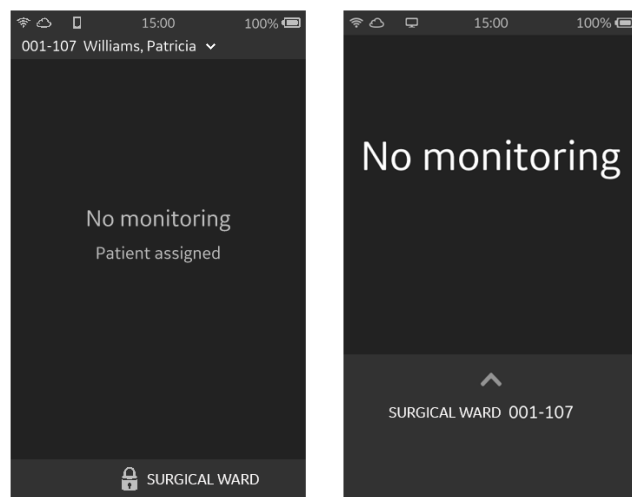 15:00 100%
001-107 Williams, Patricia
No monitoring
Patient assigned
SURGICAL WARD
15:00 100%
No monitoring
SURGICAL WARD 001-107